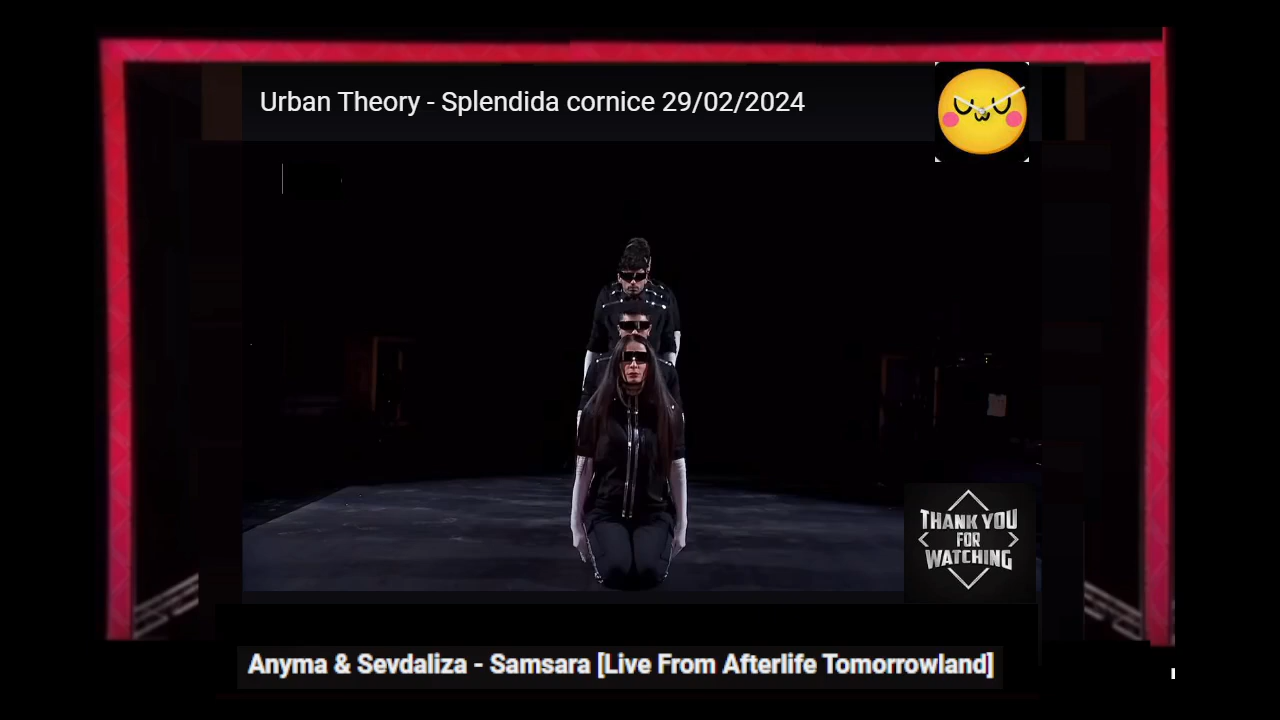 Urban Theory - Splendida cornice 29/02/2024
THANK YOU
FOR
WATCHING
Anyma & Sevdaliza - Samsara [Live From Afterlife Tomorrowland]